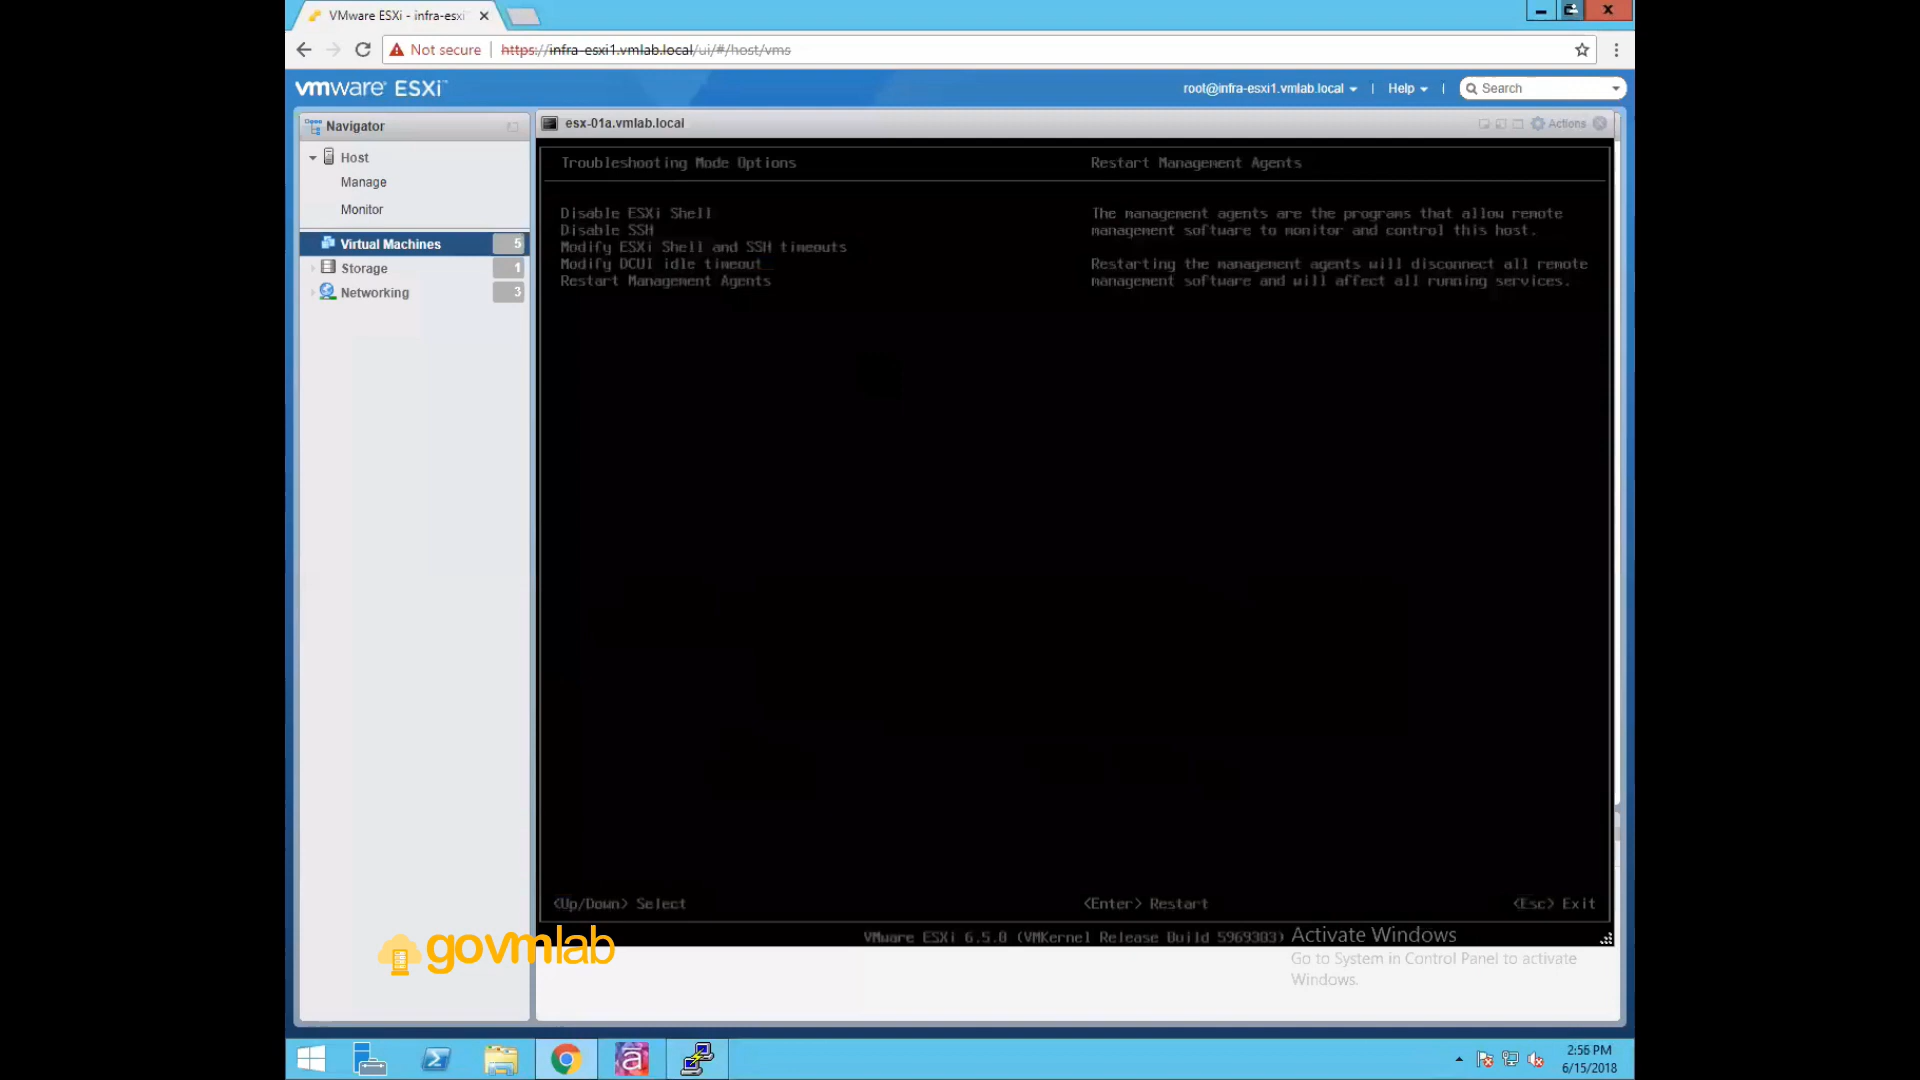 VMware ESXi - infra-esxi
Not secure
https://infra-esxi1.vmlab.local/ui/#/host/vms
vmware ESXi™
root@infra-esxi1.vmlab.local
Help
Search
Navigator
Host
Manage
Monitor
Virtual Machines 5
Storage 1
Networking 3
esx-01a.vmlab.local
Actions
Troubleshooting Mode Options
Restart Management Agents
Disable ESXi Shell
Disable SSH
Modify ESXi Shell and SSH timeouts
Modify DCUI idle timeout
Restart Management Agents
The management agents are the programs that allow remote
management software to monitor and control this host.
Restarting the management agents will disconnect all remote
management software and will affect all running services.
<Up/Down> Select
<Enter> Restart
<Esc> Exit
VMware ESXi 6.5.0 (VMKernel Release Build 5969303)
Activate Windows
Go to System in Control Panel to activate
Windows.
govmlab
2:56 PM
6/15/2018